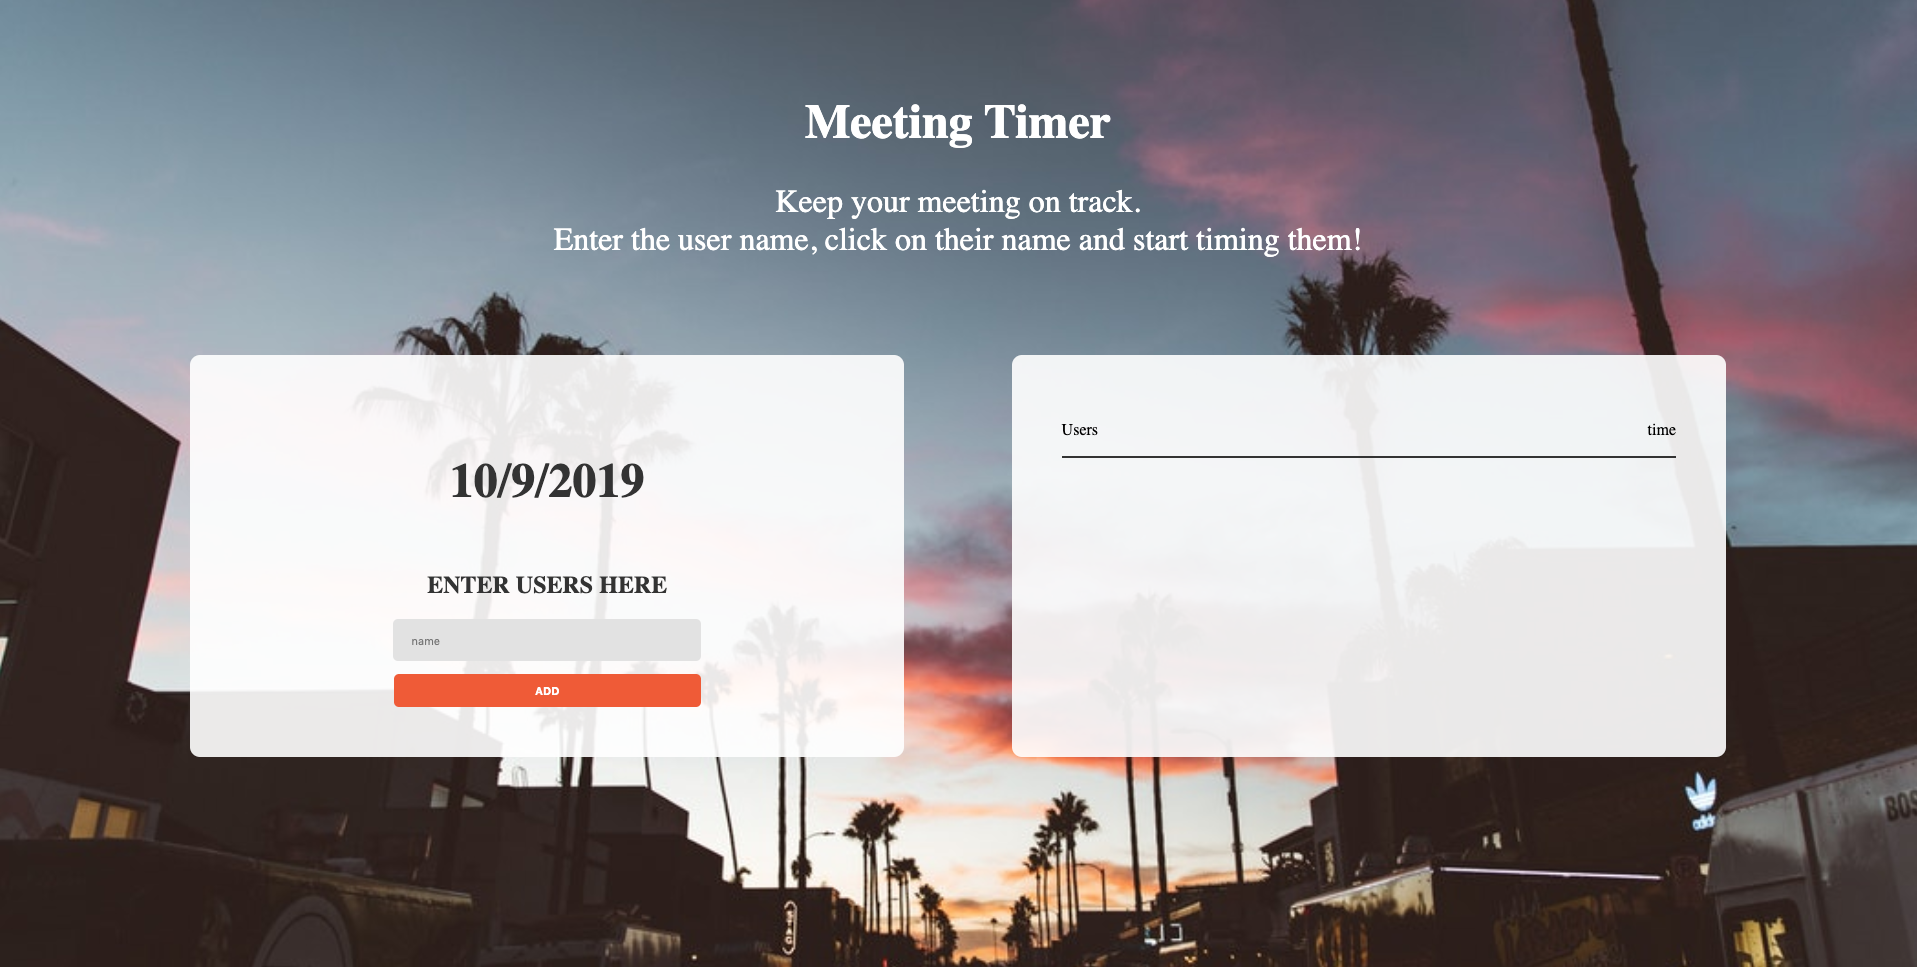 Meeting Timer
Keep your meeting on track.
Enter the user name, click on their name and start timing them!
10/9/2019
ENTER USERS HERE
name
ADD
Users time
BOS